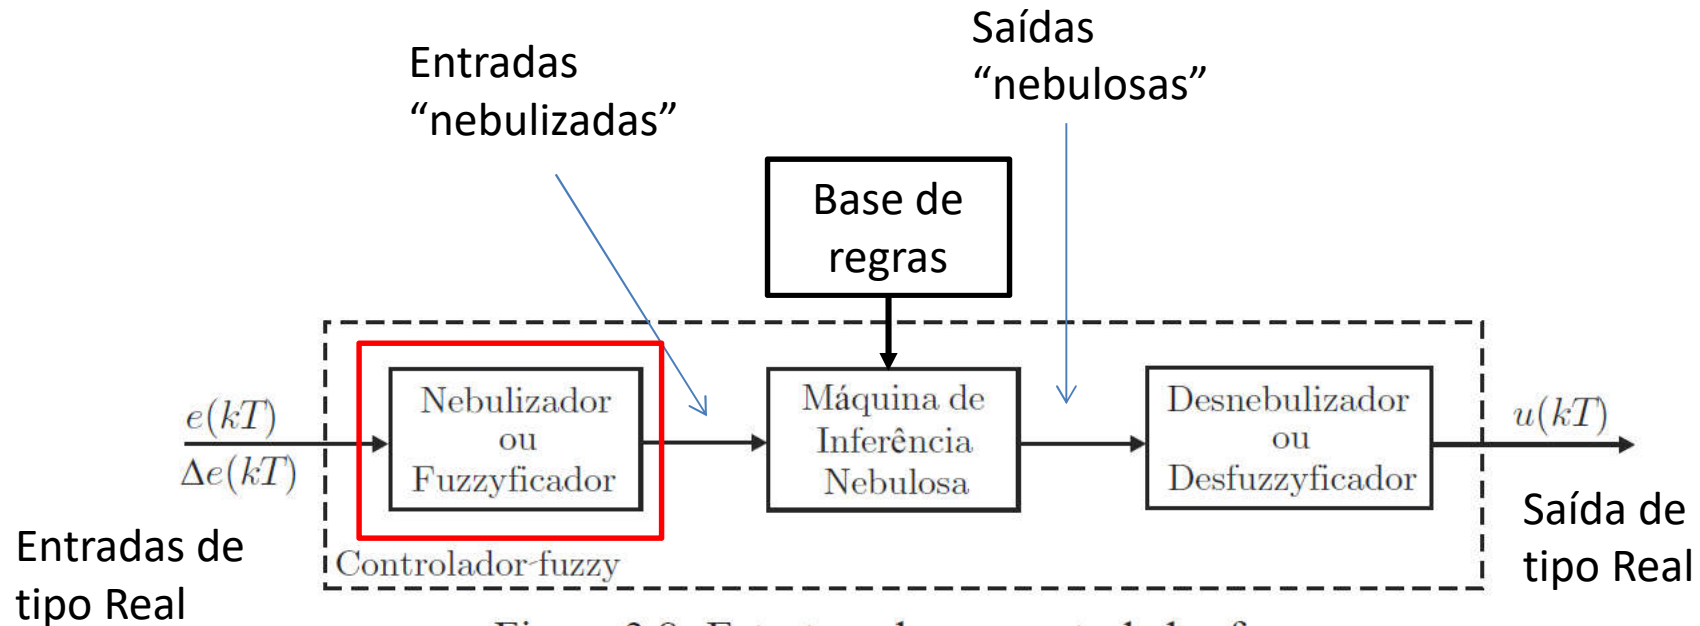 Entradas
“nebulizadas”
Saídas
“nebulosas”
Base de
regras
e(kT)
Δe(kT)
Nebulizador
ou
Fuzzyficador
Máquina de
Inferência
Nebulosa
Desnebulizador
ou
Desfuzzyficador
u(kT)
Entradas de
tipo Real
Controlador-fuzzy
Saída de
tipo Real